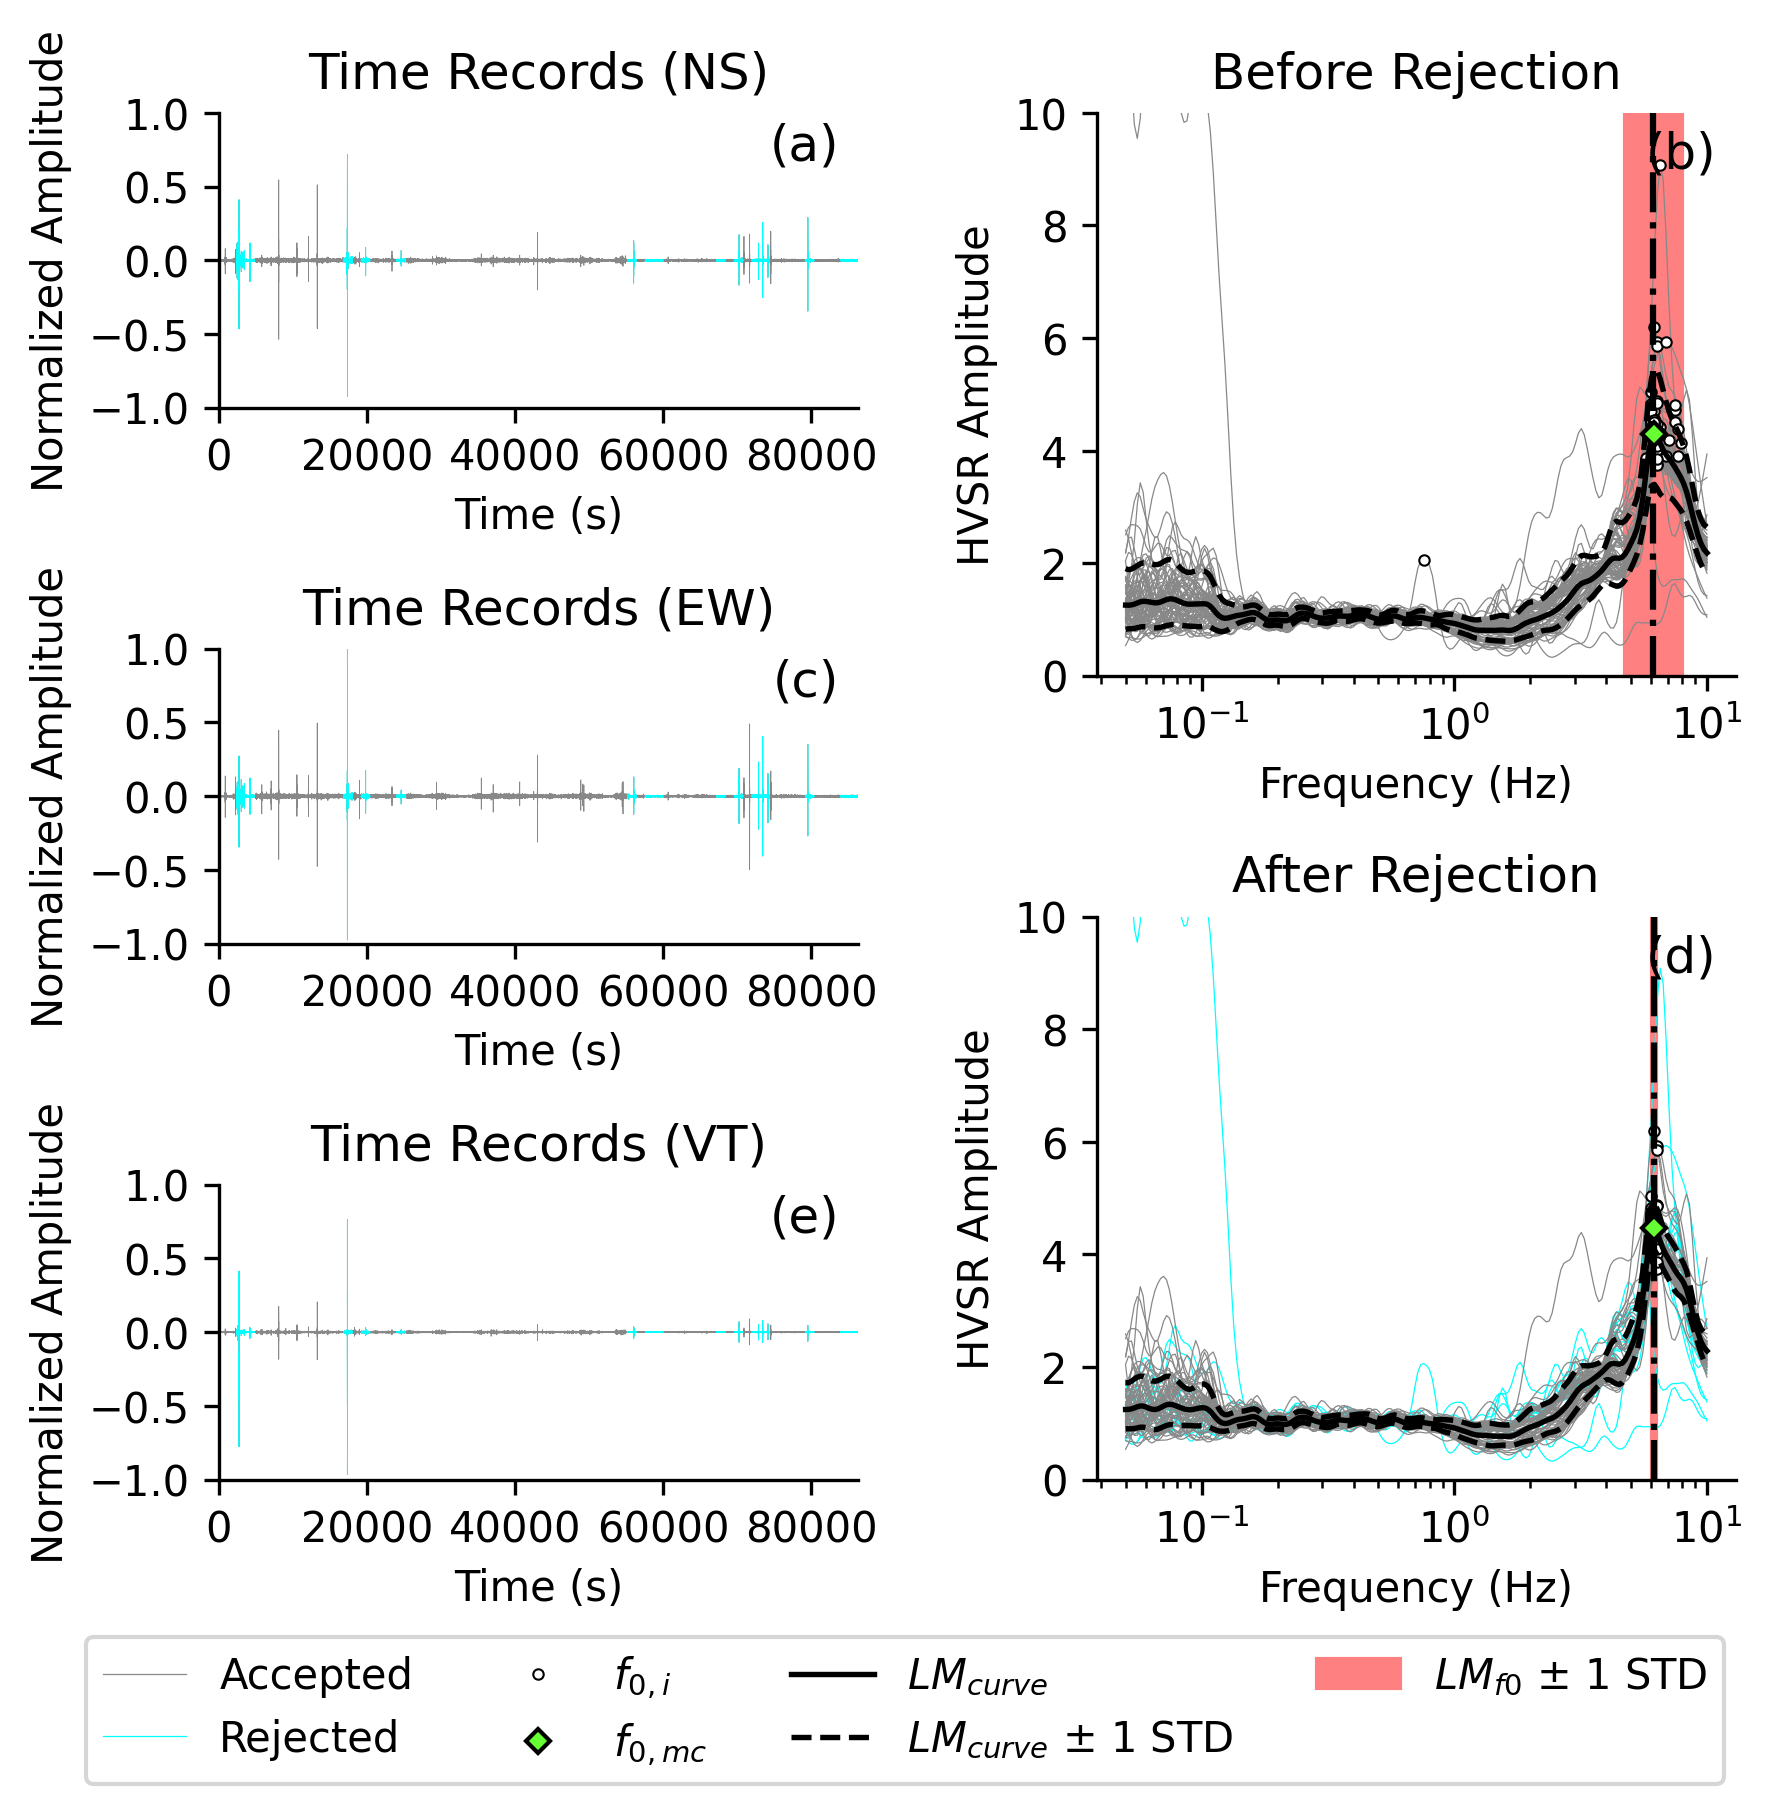 Time Records (NS)
Normalized Amplitude
1.0
0.5
0.0
−0.5
−1.0
(a)
0 20000 40000 60000 80000
Time (s)
Before Rejection
HVSR Amplitude
10
8
6
4
2
0
(b)
10⁻¹ 10⁰ 10¹
Frequency (Hz)
Time Records (EW)
Normalized Amplitude
1.0
0.5
0.0
−0.5
−1.0
(c)
0 20000 40000 60000 80000
Time (s)
After Rejection
HVSR Amplitude
10
8
6
4
2
0
(d)
10⁻¹ 10⁰ 10¹
Frequency (Hz)
Time Records (VT)
Normalized Amplitude
1.0
0.5
0.0
−0.5
−1.0
(e)
0 20000 40000 60000 80000
Time (s)
Accepted
Rejected
f0,i
f0,mc
LMcurve
LMcurve ± 1 STD
LMf0 ± 1 STD